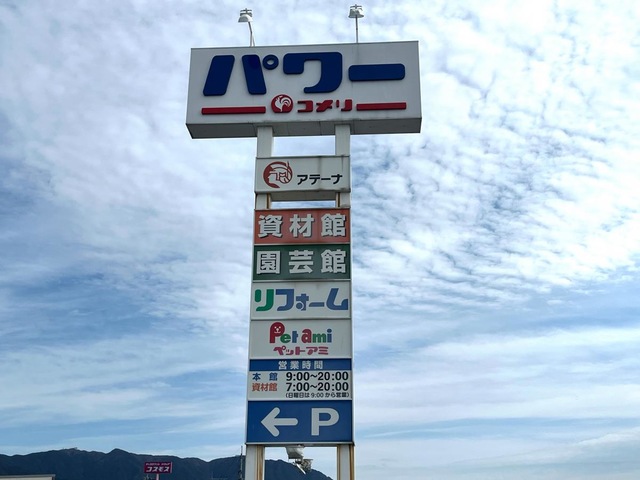 パワー
コメリ
アテーナ
資材館
園芸館
リフォーム
Pet ami
ペットアミ
営業時間
本館 9:00～20:00
資材館 7:00～20:00
(日曜日は9:00から営業)
← P
コスモス